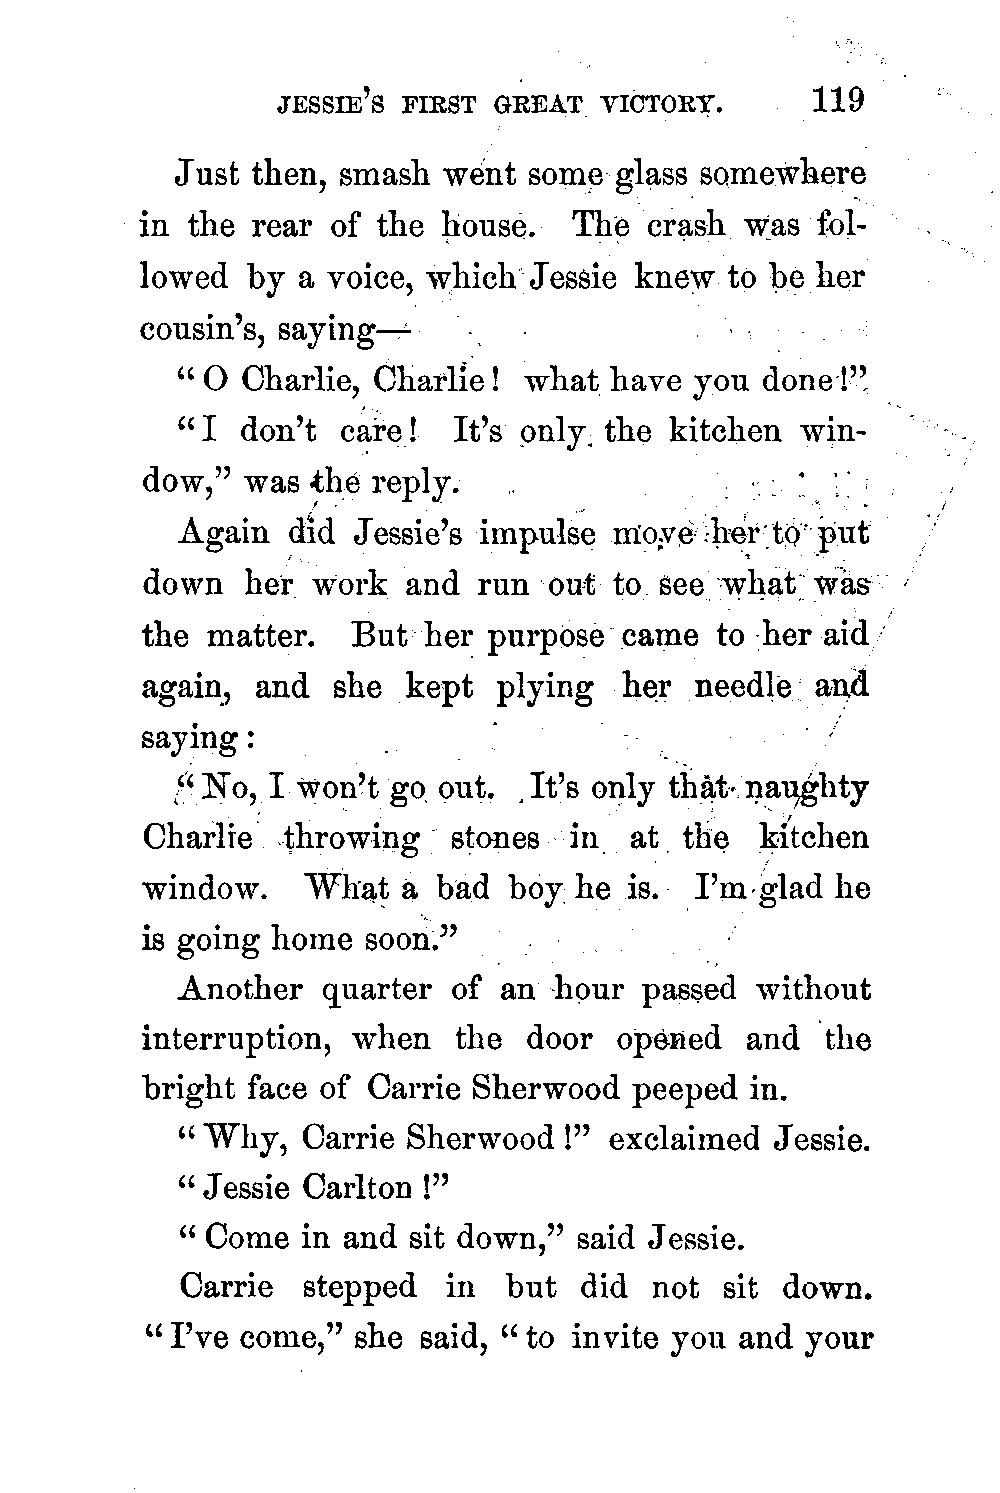 JESSIE'S FIRST GREAT VICTORY. 119
Just then, smash went some glass somewhere
in the rear of the house. The crash was fol-
lowed by a voice, which Jessie knew to be her
cousin's, saying—
“O Charlie, Charlie! what have you done!”
“I don't care! It's only the kitchen win-
dow,” was the reply.
Again did Jessie's impulse move her to put
down her work and run out to see what was
the matter. But her purpose came to her aid
again, and she kept plying her needle and
saying:
“No, I won't go out. It's only that naughty
Charlie throwing stones in at the kitchen
window. What a bad boy he is. I'm glad he
is going home soon.”
Another quarter of an hour passed without
interruption, when the door opened and the
bright face of Carrie Sherwood peeped in.
“Why, Carrie Sherwood!” exclaimed Jessie.
“Jessie Carlton!”
“Come in and sit down,” said Jessie.
Carrie stepped in but did not sit down.
“I've come,” she said, “to invite you and your